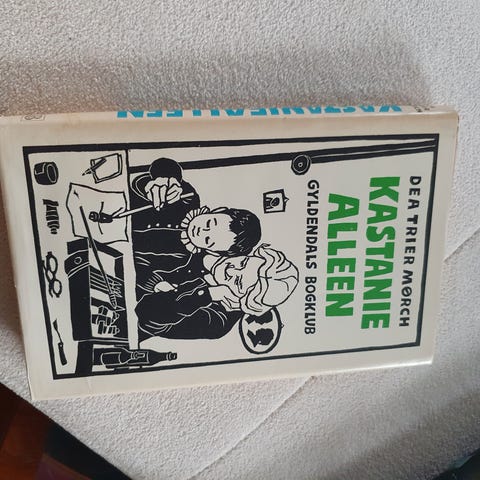 DEA TRIER MØRCH
KASTANIE
ALLEEN
GYLDENDALS BOGKLUB
KASTANIEALLEEN